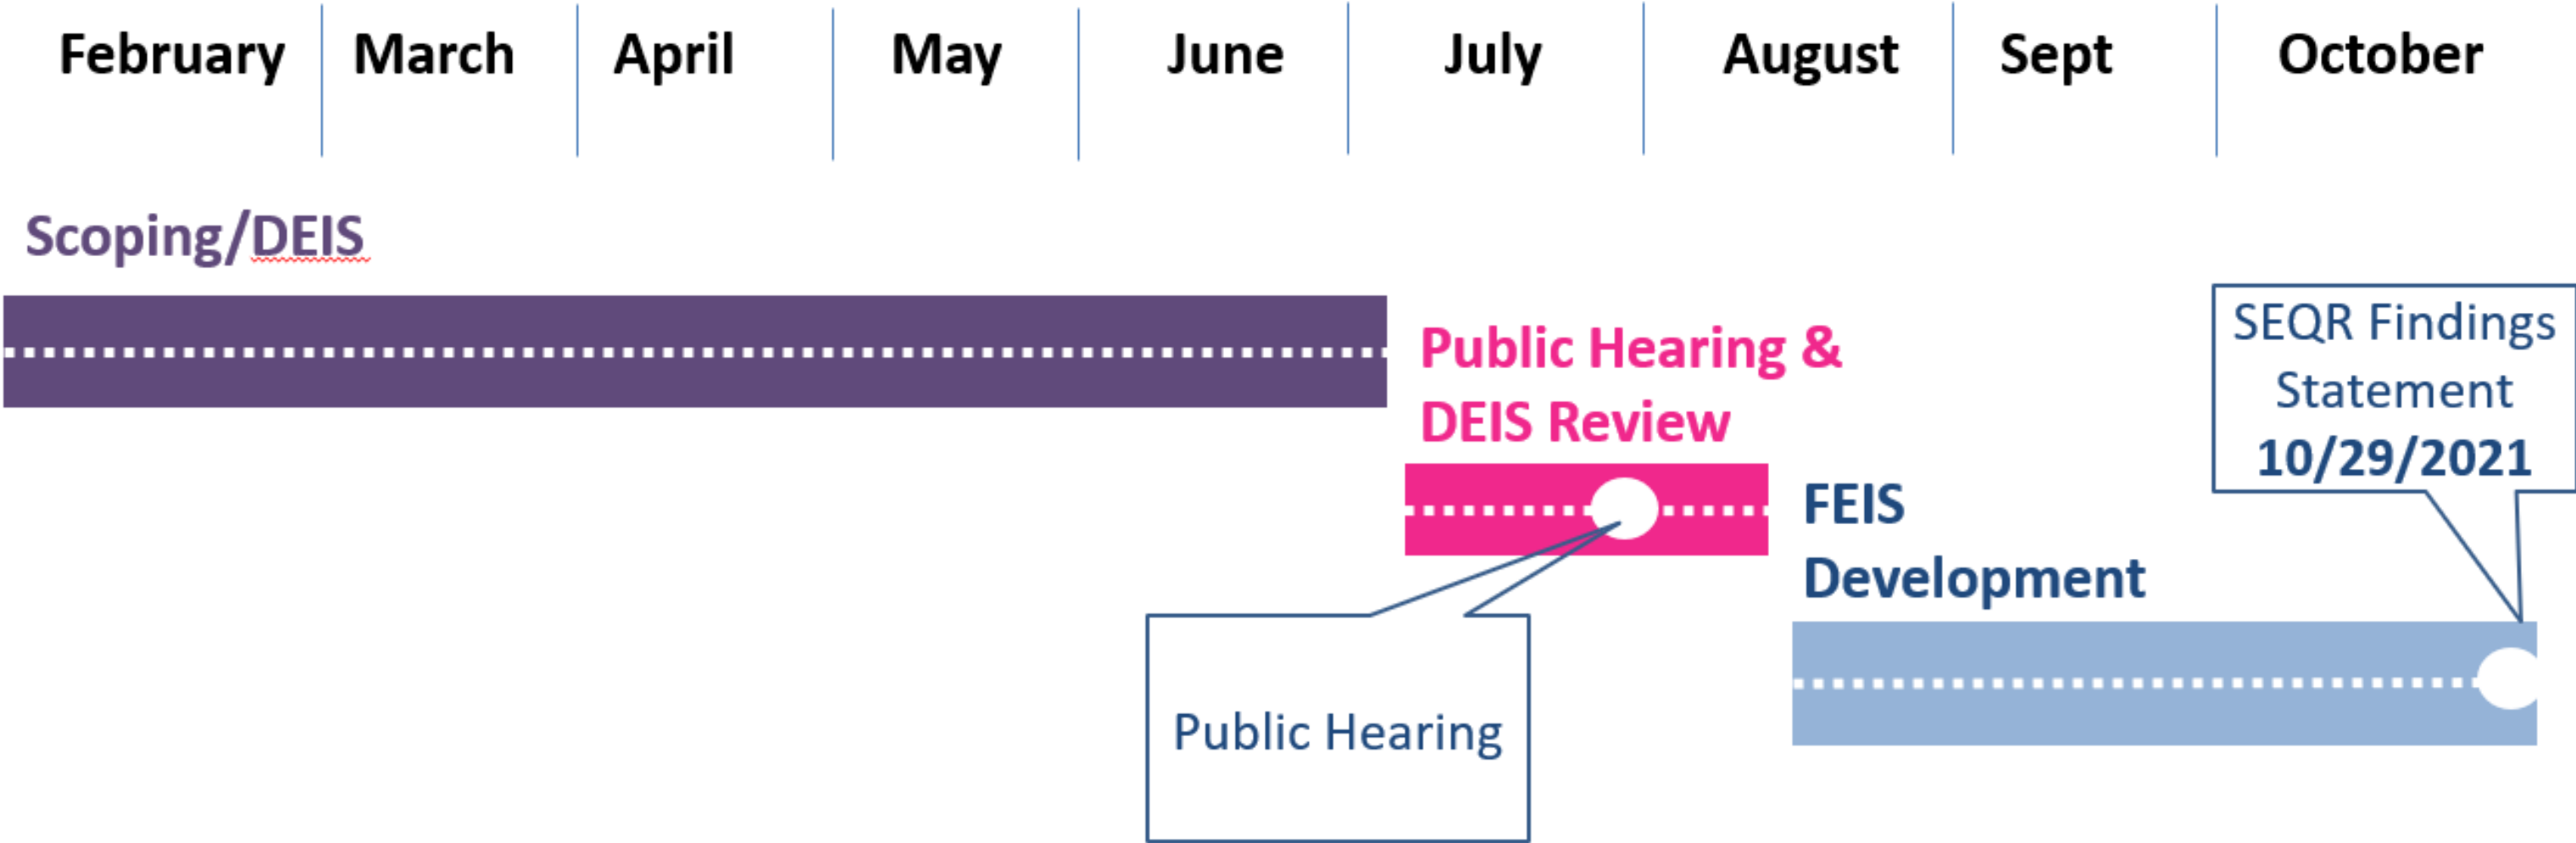 February March April May June July August Sept October
Scoping/DEIS
Public Hearing &
DEIS Review
FEIS
Development
SEQR Findings
Statement
10/29/2021
Public Hearing